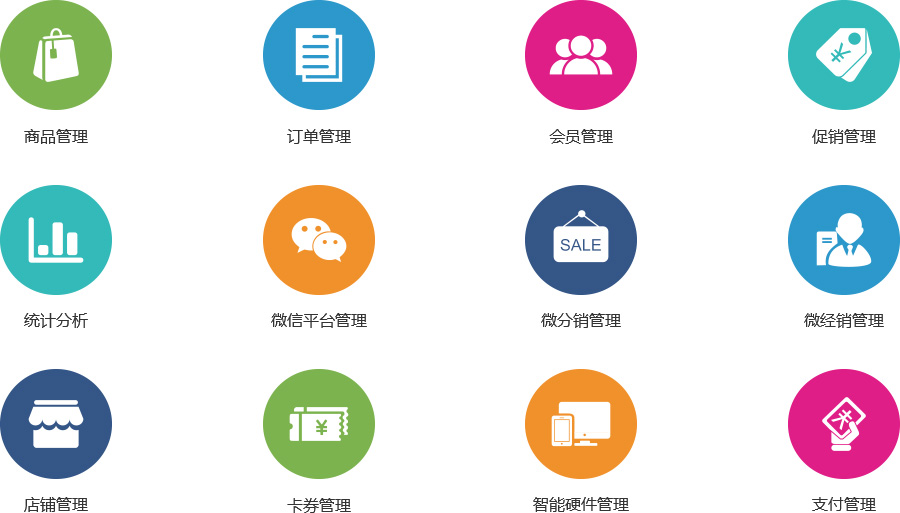 商品管理
订单管理
会员管理
促销管理
统计分析
微信平台管理
SALE
微分销管理
微经销管理
店铺管理
¥
卡券管理
智能硬件管理
支付管理